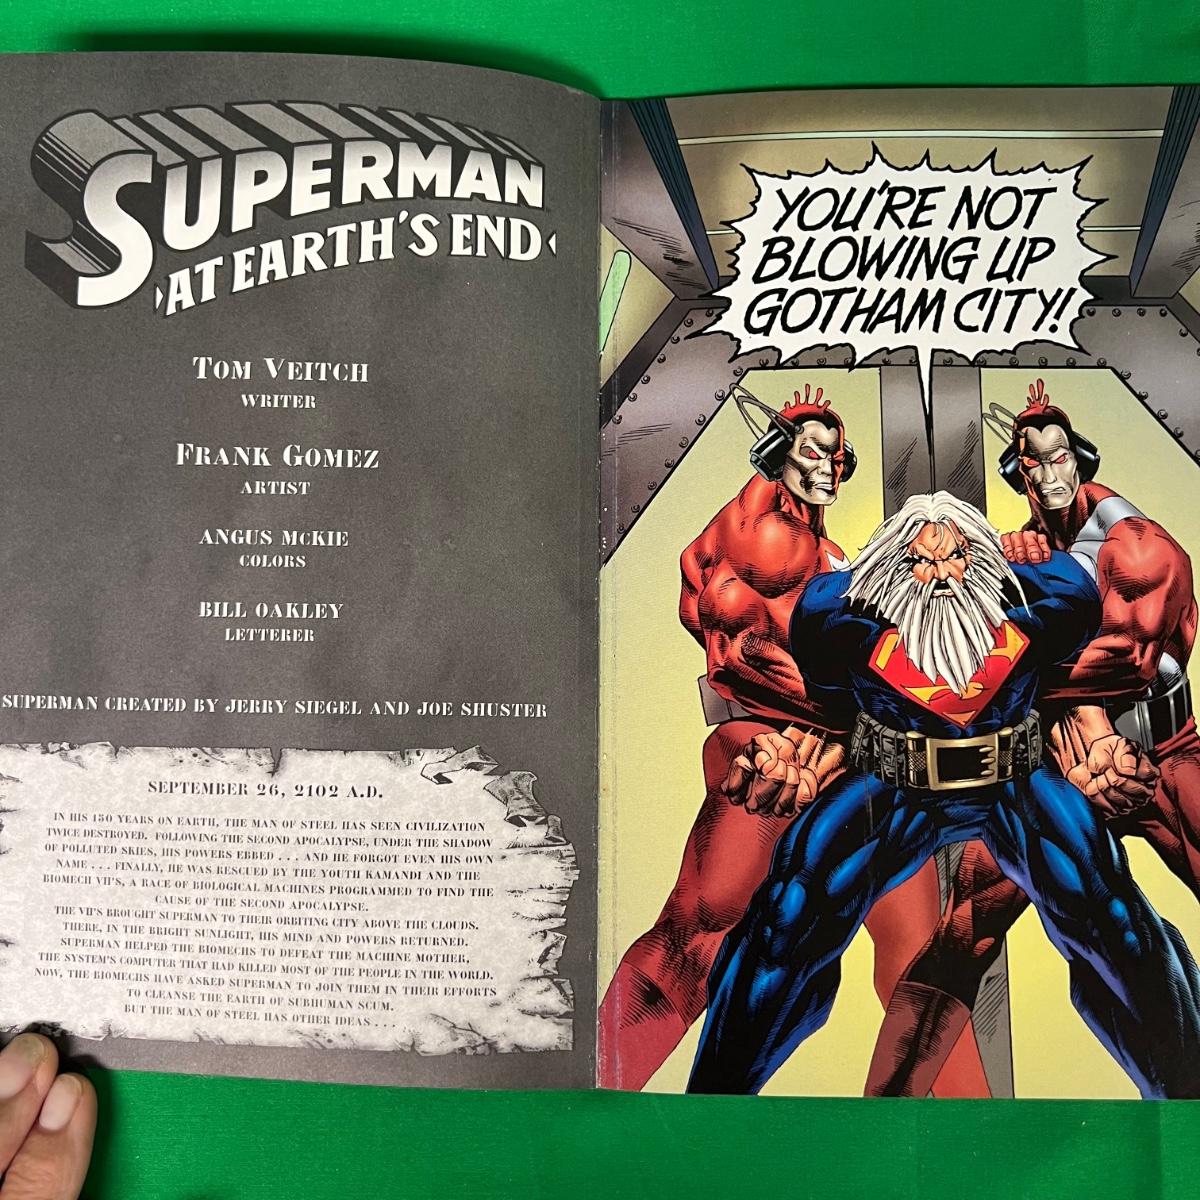 SUPERMAN
AT EARTH'S END
TOM VEITCH
WRITER
FRANK GOMEZ
ARTIST
ANGUS McKIE
COLORS
BILL OAKLEY
LETTERER
SUPERMAN CREATED BY JERRY SIEGEL AND JOE SHUSTER
SEPTEMBER 26, 2102 A.D.
IN HIS 150 YEARS ON EARTH, THE MAN OF STEEL HAS SEEN CIVILIZATION
TWICE DESTROYED. FOLLOWING THE SECOND APOCALYPSE, UNDER THE SHADOW
OF POLLUTED SKIES, HIS POWERS EBBED . . . AND HE FORGOT EVEN HIS OWN
NAME . . . FINALLY, HE WAS RESCUED BY THE YOUTH KAMANDI AND THE
BIOMECH VH'S, A RACE OF BIOLOGICAL MACHINES PROGRAMMED TO FIND THE
CAUSE OF THE SECOND APOCALYPSE.
THE VH'S BROUGHT SUPERMAN TO THEIR ORBITING CITY ABOVE THE CLOUDS.
THERE, IN THE BRIGHT SUNLIGHT, HIS MIND AND POWERS RETURNED.
SUPERMAN HELPED THE BIOMECHS TO DEFEAT THE MACHINE MOTHER,
THE SYSTEM'S COMPUTER THAT HAD KILLED MOST OF THE PEOPLE IN THE WORLD.
NOW, THE BIOMECHS HAVE ASKED SUPERMAN TO JOIN THEM IN THEIR EFFORTS
TO CLEANSE THE EARTH OF SUBHUMAN SCUM.
BUT THE MAN OF STEEL HAS OTHER IDEAS . . .
YOU'RE NOT
BLOWING UP
GOTHAM CITY!